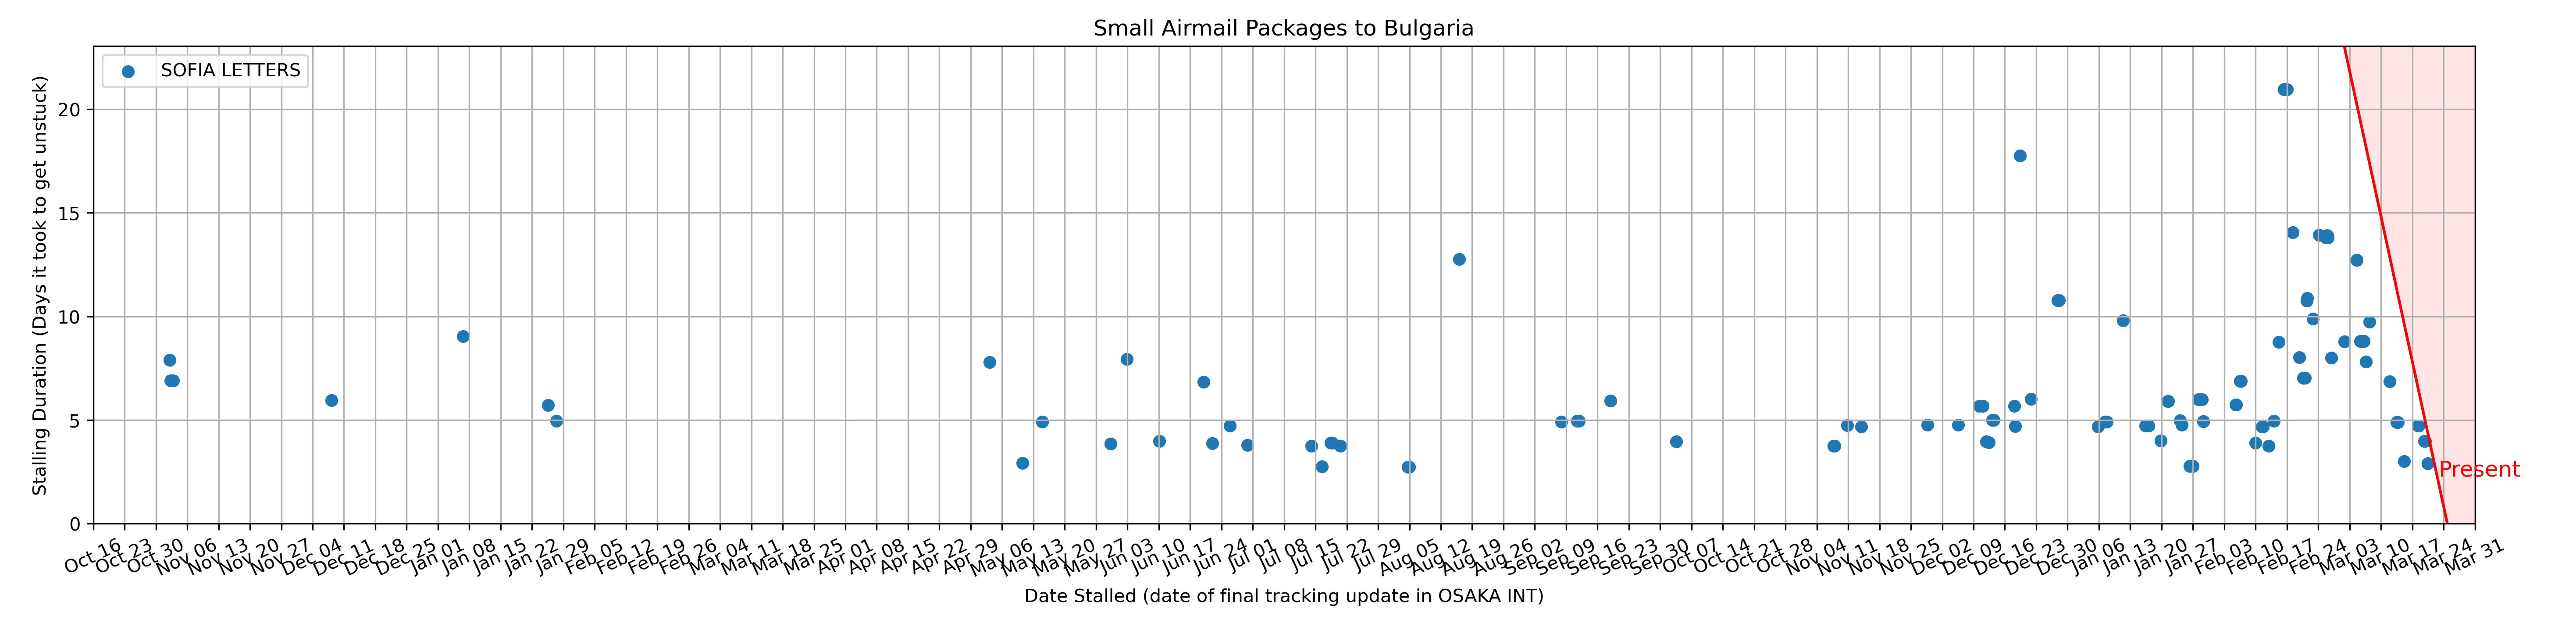 Small Airmail Packages to Bulgaria
SOFIA LETTERS
Stalling Duration (Days it took to get unstuck)
20
15
10
5
0
Present
Oct 16
Oct 23
Oct 30
Nov 06
Nov 13
Nov 20
Nov 27
Dec 04
Dec 11
Dec 18
Dec 25
Jan 01
Jan 08
Jan 15
Jan 22
Jan 29
Feb 05
Feb 12
Feb 19
Feb 26
Mar 04
Mar 11
Mar 18
Mar 25
Apr 01
Apr 08
Apr 15
Apr 22
Apr 29
May 06
May 13
May 20
May 27
Jun 03
Jun 10
Jun 17
Jun 24
Jul 01
Jul 08
Jul 15
Jul 22
Jul 29
Aug 05
Aug 12
Aug 19
Aug 26
Sep 02
Sep 09
Sep 16
Sep 23
Sep 30
Oct 07
Oct 14
Oct 21
Oct 28
Nov 04
Nov 11
Nov 18
Nov 25
Dec 02
Dec 09
Dec 16
Dec 23
Dec 30
Jan 06
Jan 13
Jan 20
Jan 27
Feb 03
Feb 10
Feb 17
Feb 24
Mar 03
Mar 10
Mar 17
Mar 24
Mar 31
Date Stalled (date of final tracking update in OSAKA INT)